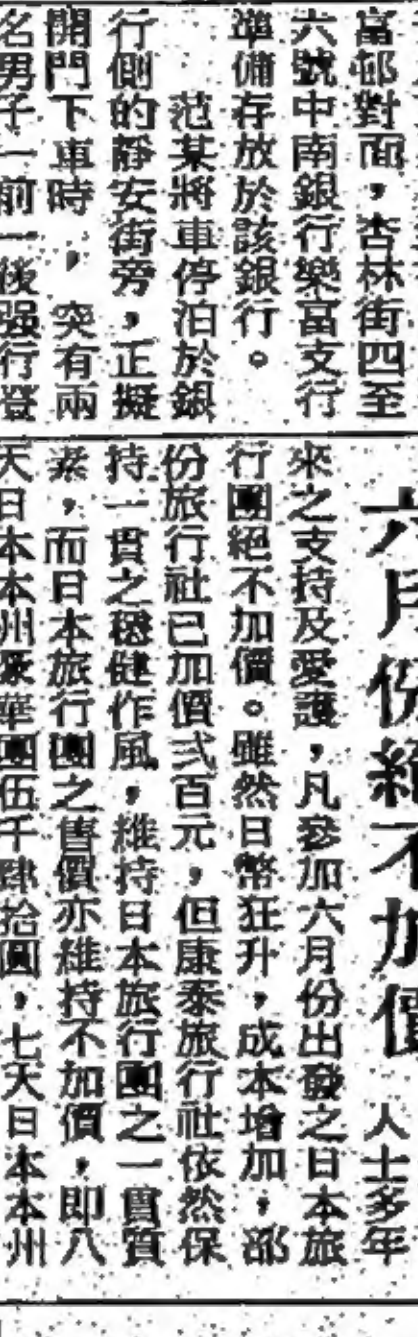 富邨對面，杏林街四至
六號中南銀行樂富支行
準備存放於該銀行。
范某將車停泊於銀
行側的靜安街旁，正擬
開門下車時，突有兩
名男子一前一後强行登
六月份絕不加價
人士多年
來之支持及愛護，凡參加六月份出發之日本旅
行團絕不加價。雖然日幣狂升，成本增加，部
份旅行社已加價弍百元，但康泰旅行社依然保
持一貫之穩健作風，維持日本旅行團之一貫質
素，而日本旅行團之售價亦維持不加價，即八
天日本本州豪華團伍千肆拾圓，七天日本本州